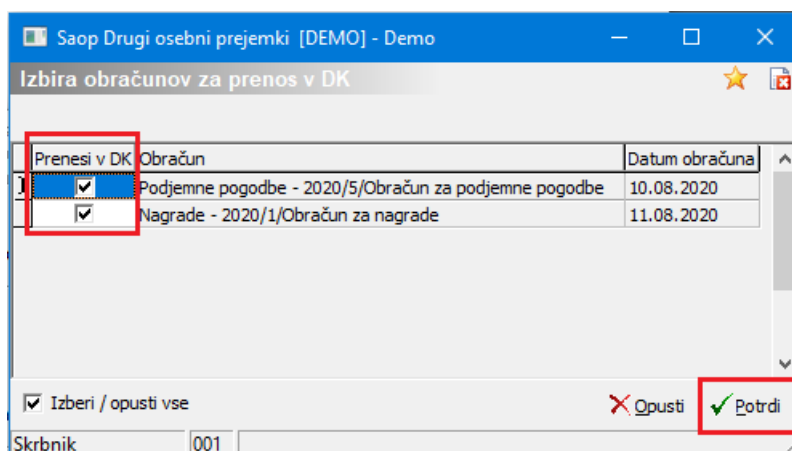 Saop Drugi osebni prejemki [DEMO] - Demo
Izbira obračunov za prenos v DK
Prenesi v DK Obračun Datum obračuna
Podjemne pogodbe - 2020/5/Obračun za podjemne pogodbe 10.08.2020
Nagrade - 2020/1/Obračun za nagrade 11.08.2020
Izberi / opusti vse Opusti Potrdi
Skrbnik 001